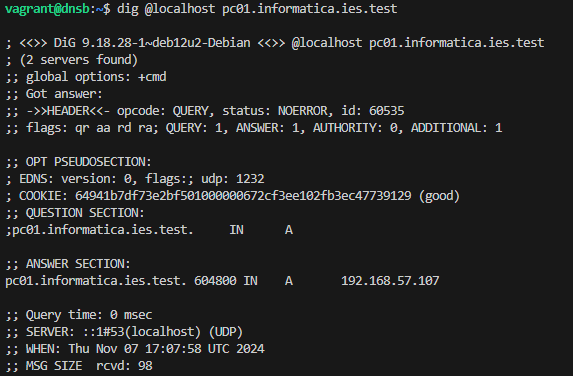 vagrant@dnsb:~$ dig @localhost pc01.informatica.ies.test
; <<>> DiG 9.18.28-1~deb12u2-Debian <<>> @localhost pc01.informatica.ies.test
; (2 servers found)
;; global options: +cmd
;; Got answer:
;; ->>HEADER<<- opcode: QUERY, status: NOERROR, id: 60535
;; flags: qr aa rd ra; QUERY: 1, ANSWER: 1, AUTHORITY: 0, ADDITIONAL: 1
;; OPT PSEUDOSECTION:
; EDNS: version: 0, flags:; udp: 1232
; COOKIE: 64941b7df73e2bf501000000672cf3ee102fb3ec47739129 (good)
;; QUESTION SECTION:
;pc01.informatica.ies.test.     IN      A
;; ANSWER SECTION:
pc01.informatica.ies.test. 604800 IN    A       192.168.57.107
;; Query time: 0 msec
;; SERVER: ::1#53(localhost) (UDP)
;; WHEN: Thu Nov 07 17:07:58 UTC 2024
;; MSG SIZE  rcvd: 98